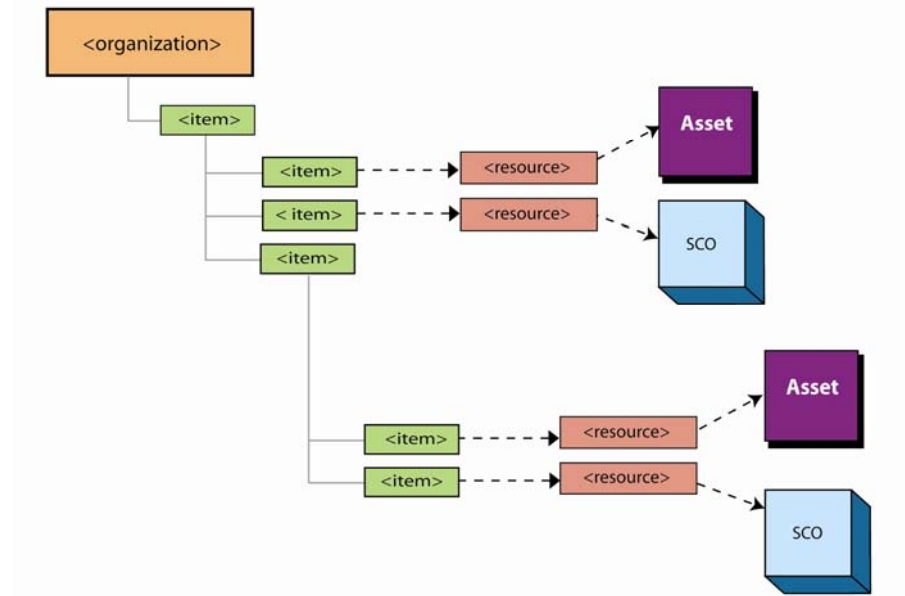 <organization>
<item>
<item>
<resource>
Asset
< item>
<resource>
SCO
<item>
Asset
<item>
<resource>
<item>
<resource>
SCO